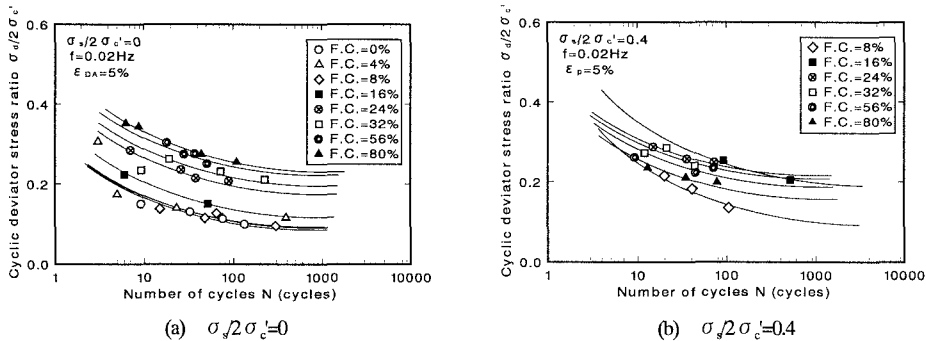 Cyclic deviator stress ratio σd/2σc'
0.6
0.4
0.2
0.0
σs/2σc'=0
f=0.02Hz
εDA=5%
F.C.=0%
F.C.=4%
F.C.=8%
F.C.=16%
F.C.=24%
F.C.=32%
F.C.=56%
F.C.=80%
1 10 100 1000 10000
Number of cycles N (cycles)
(a) σs/2σc'=0
Cyclic deviator stress ratio σd/2σc'
0.6
0.4
0.2
0.0
σs/2σc'=0.4
f=0.02Hz
εp=5%
F.C.=8%
F.C.=16%
F.C.=24%
F.C.=32%
F.C.=56%
F.C.=80%
1 10 100 1000 10000
Number of cycles N (cycles)
(b) σs/2σc'=0.4